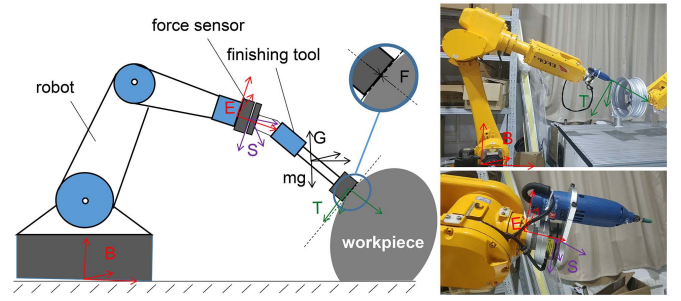 force sensor
finishing tool
robot
E
S
G
mg
F
T
B
workpiece
T
B
E
S